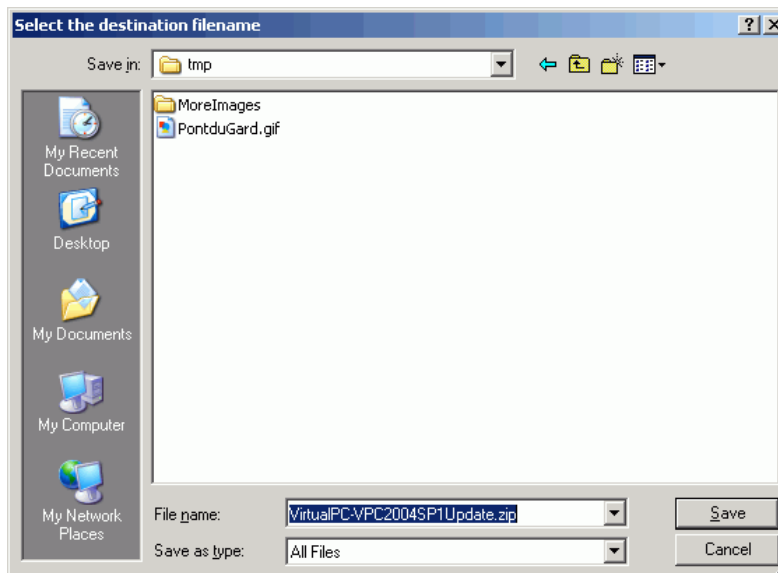 Select the destination filename
Save in:
tmp
MoreImages
PontduGard.gif
My Recent
Documents
Desktop
My Documents
My Computer
My Network
Places
File name:
VirtualPC-VPC2004SP1Update.zip
Save
Save as type:
All Files
Cancel